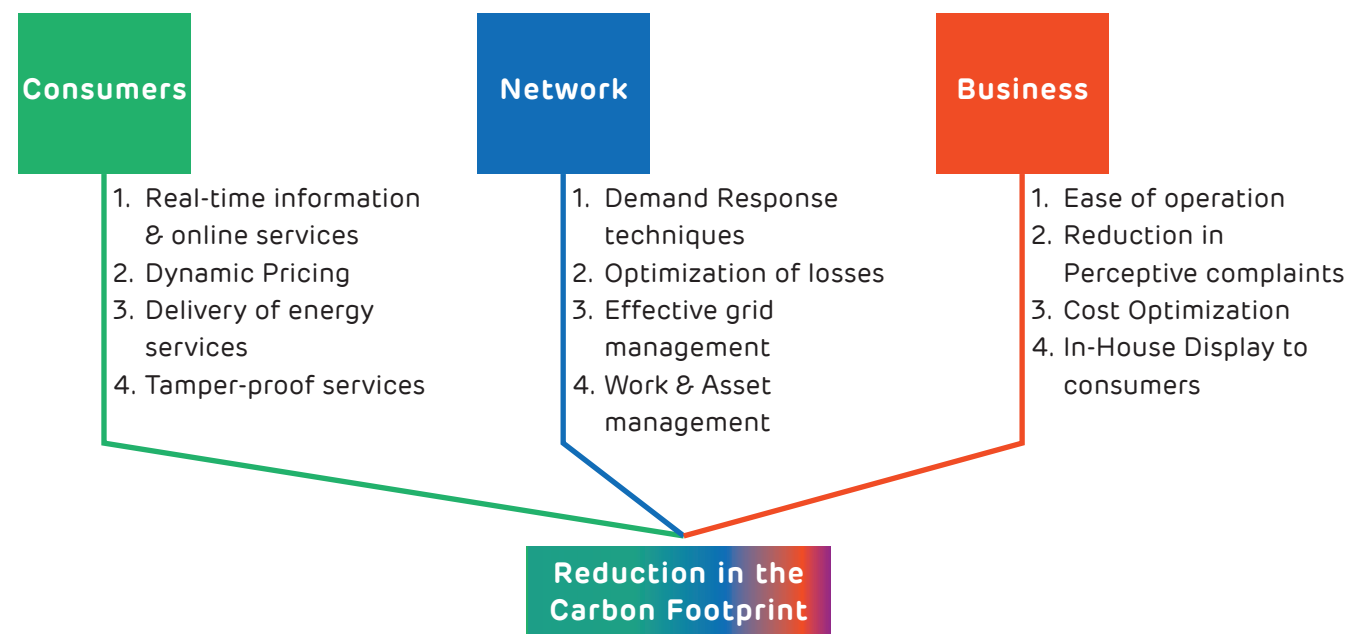 Consumers
1. Real-time information
& online services
2. Dynamic Pricing
3. Delivery of energy
services
4. Tamper-proof services
Network
1. Demand Response
techniques
2. Optimization of losses
3. Effective grid
management
4. Work & Asset
management
Business
1. Ease of operation
2. Reduction in
Perceptive complaints
3. Cost Optimization
4. In-House Display to
consumers
Reduction in the
Carbon Footprint